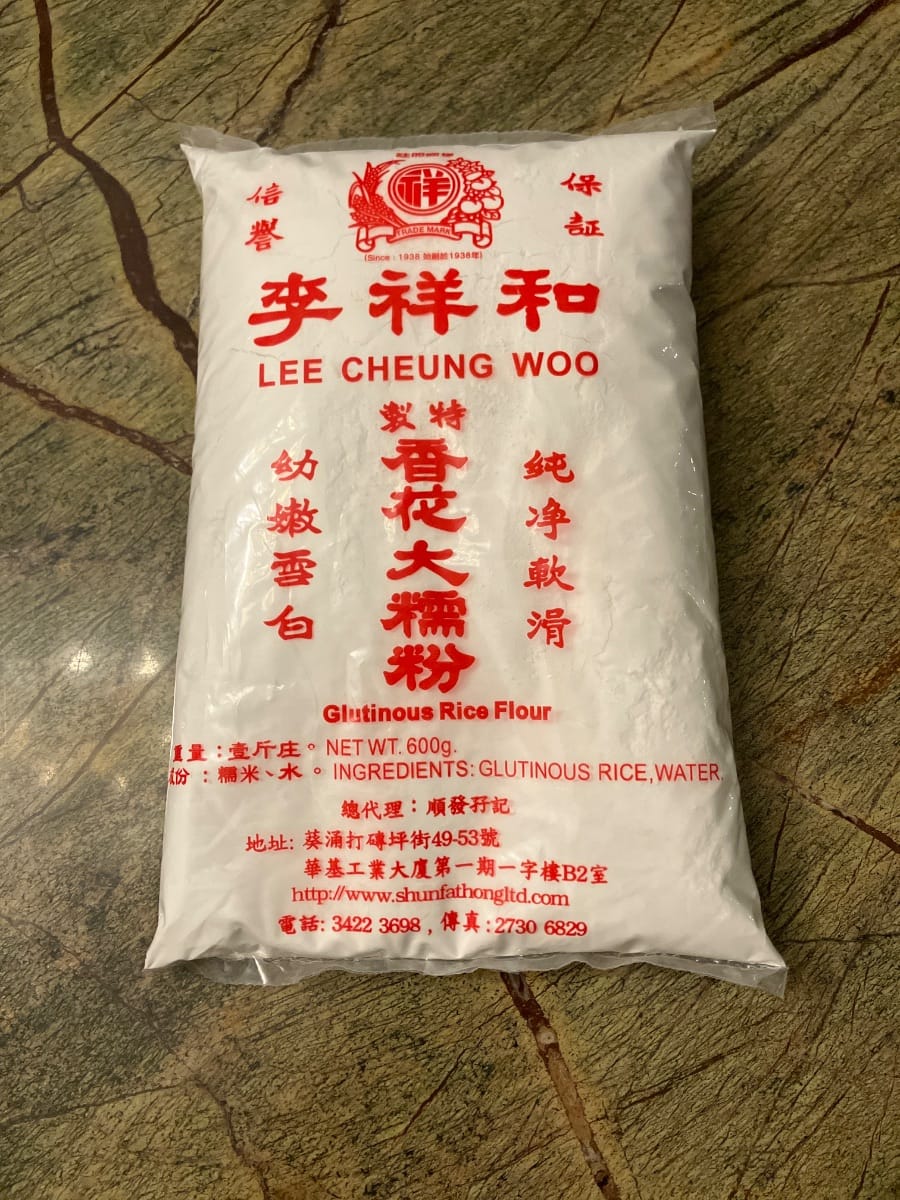 祥
TRADE MARK
(Since : 1938 始創於1938年)
信譽
保証
李祥和
LEE CHEUNG WOO
製特
香花大糯粉
幼嫩雪白
純净軟滑
Glutinous Rice Flour
重量：壹斤庄。 NET WT. 600g.
份：糯米、水。 INGREDIENTS: GLUTINOUS RICE, WATER.
總代理：順發孖記
地址: 葵涌打磚坪街49-53號
華基工業大廈第一期一字樓B2室
http://www.shunfathongltd.com
電話: 3422 3698 , 傳真 : 2730 6829